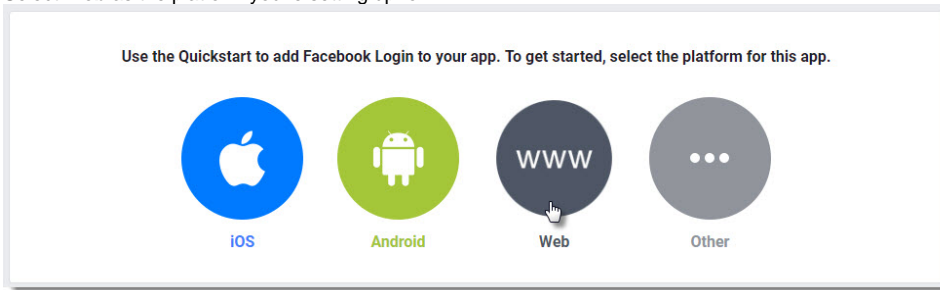 Use the Quickstart to add Facebook Login to your app. To get started, select the platform for this app.
WWW
iOS
Android
Web
Other